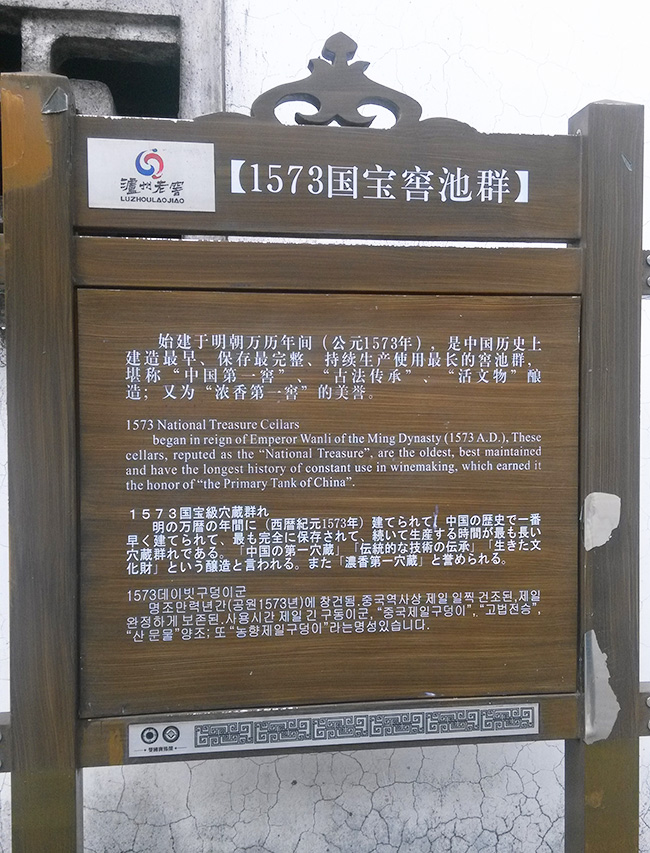 瀘州老窖
LUZHOULAOJIAO
【1573国宝窖池群】
始建于明朝万历年间（公元1573年），是中国历史上
建造最早、保存最完整、持续生产使用最长的窖池群，
堪称“中国第一窖”、“古法传承”、“活文物”酿
造；又为“浓香第一窖”的美誉。
1573 National Treasure Cellars
began in reign of Emperor Wanli of the Ming Dynasty (1573 A.D.), These
cellars, reputed as the “National Treasure”, are the oldest, best maintained
and have the longest history of constant use in winemaking, which earned it
the honor of “the Primary Tank of China”.
１５７３国宝級穴蔵群れ
明の万暦の年間に（西暦紀元1573年）建てられて、中国の歴史で一番
早く建てられて、最も完全に保存されて、続いて生産する時間が最も長い
穴蔵群れである。「中国の第一穴蔵」「伝統的な技術の伝承」「生きた文
化財」という醸造と言われる。また「濃香第一穴蔵」と誉められる。
1573데이빗구덩이군
명조만력년간(공원1573년)에 창건됨.중국역사상 제일 일찍 건조된,제일
완정하게 보존된,사용시간 제일 긴 구동이군, “중국제일구덩이”, “고법전승”,
“산 문물”양조; 또 “농향제일구덩이”라는명성있습니다.